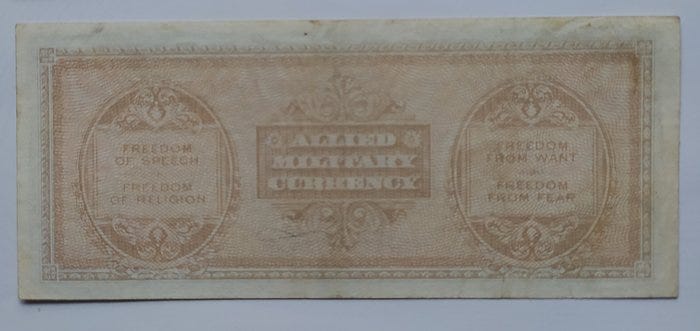 FREEDOM
OF SPEECH
FREEDOM
OF RELIGION
ALLIED
MILITARY
CURRENCY
FREEDOM
FROM WANT
FREEDOM
FROM FEAR